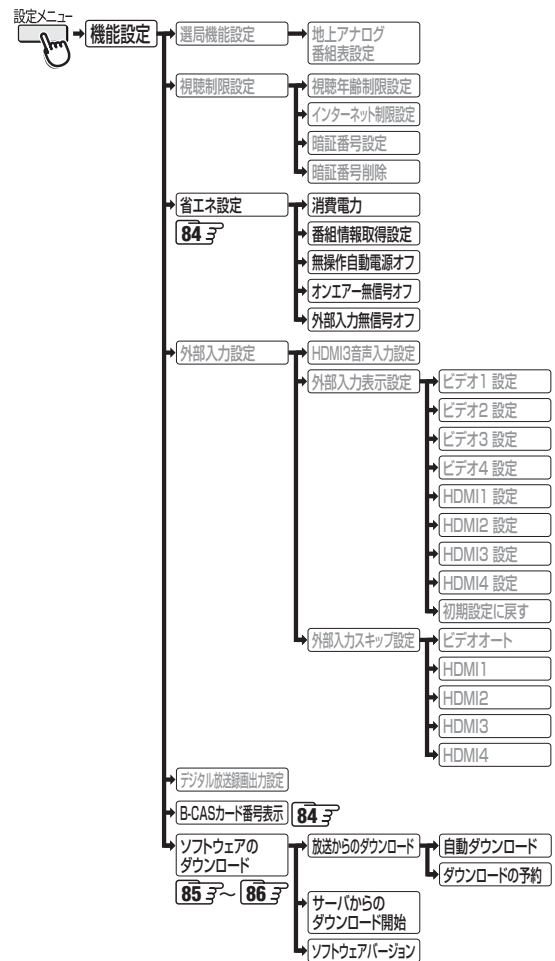 設定メニュー
機能設定
選局機能設定
地上アナログ
番組表設定
視聴制限設定
視聴年齢制限設定
インターネット制限設定
暗証番号設定
暗証番号削除
省エネ設定
84
消費電力
番組情報取得設定
無操作自動電源オフ
オンエアー無信号オフ
外部入力無信号オフ
外部入力設定
HDMI3音声入力設定
外部入力表示設定
ビデオ1 設定
ビデオ2 設定
ビデオ3 設定
ビデオ4 設定
HDMI1 設定
HDMI2 設定
HDMI3 設定
HDMI4 設定
初期設定に戻す
外部入力スキップ設定
ビデオオート
HDMI1
HDMI2
HDMI3
HDMI4
デジタル放送録画出力設定
B-CASカード番号表示 84
ソフトウェアの
ダウンロード
85 ～ 86
放送からのダウンロード
自動ダウンロード
ダウンロードの予約
サーバからの
ダウンロード開始
ソフトウェアバージョン